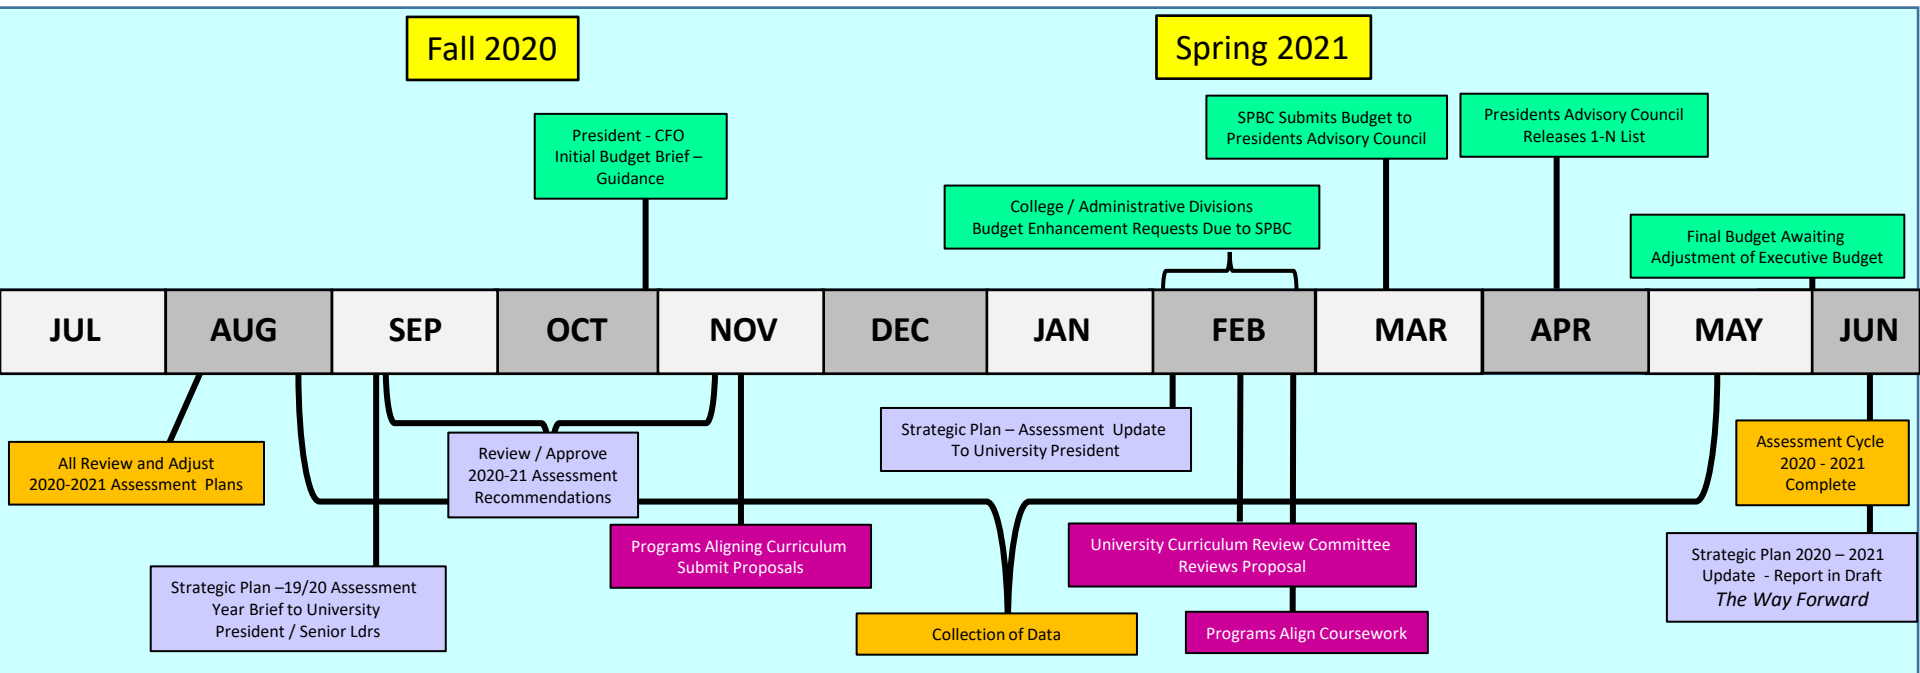 Fall 2020
Spring 2021
President - CFO
Initial Budget Brief –
Guidance
SPBC Submits Budget to
Presidents Advisory Council
Presidents Advisory Council
Releases 1-N List
College / Administrative Divisions
Budget Enhancement Requests Due to SPBC
Final Budget Awaiting
Adjustment of Executive Budget
JUL
AUG
SEP
OCT
NOV
DEC
JAN
FEB
MAR
APR
MAY
JUN
All Review and Adjust
2020-2021 Assessment Plans
Review / Approve
2020-21 Assessment
Recommendations
Strategic Plan – Assessment Update
To University President
Assessment Cycle
2020 - 2021
Complete
Programs Aligning Curriculum
Submit Proposals
University Curriculum Review Committee
Reviews Proposal
Strategic Plan 2020 – 2021
Update - Report in Draft
The Way Forward
Strategic Plan –19/20 Assessment
Year Brief to University
President / Senior Ldrs
Collection of Data
Programs Align Coursework